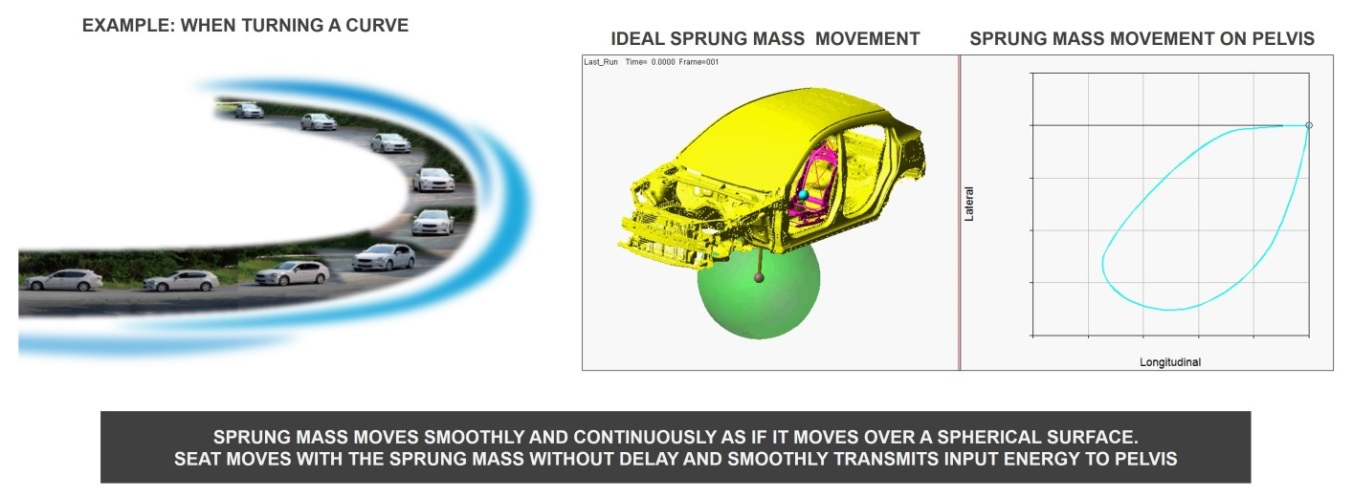 EXAMPLE: WHEN TURNING A CURVE
IDEAL SPRUNG MASS MOVEMENT
SPRUNG MASS MOVEMENT ON PELVIS
Last_Run Time= 0.0000 Frame=001
Lateral
Longitudinal
SPRUNG MASS MOVES SMOOTHLY AND CONTINUOUSLY AS IF IT MOVES OVER A SPHERICAL SURFACE.
SEAT MOVES WITH THE SPRUNG MASS WITHOUT DELAY AND SMOOTHLY TRANSMITS INPUT ENERGY TO PELVIS